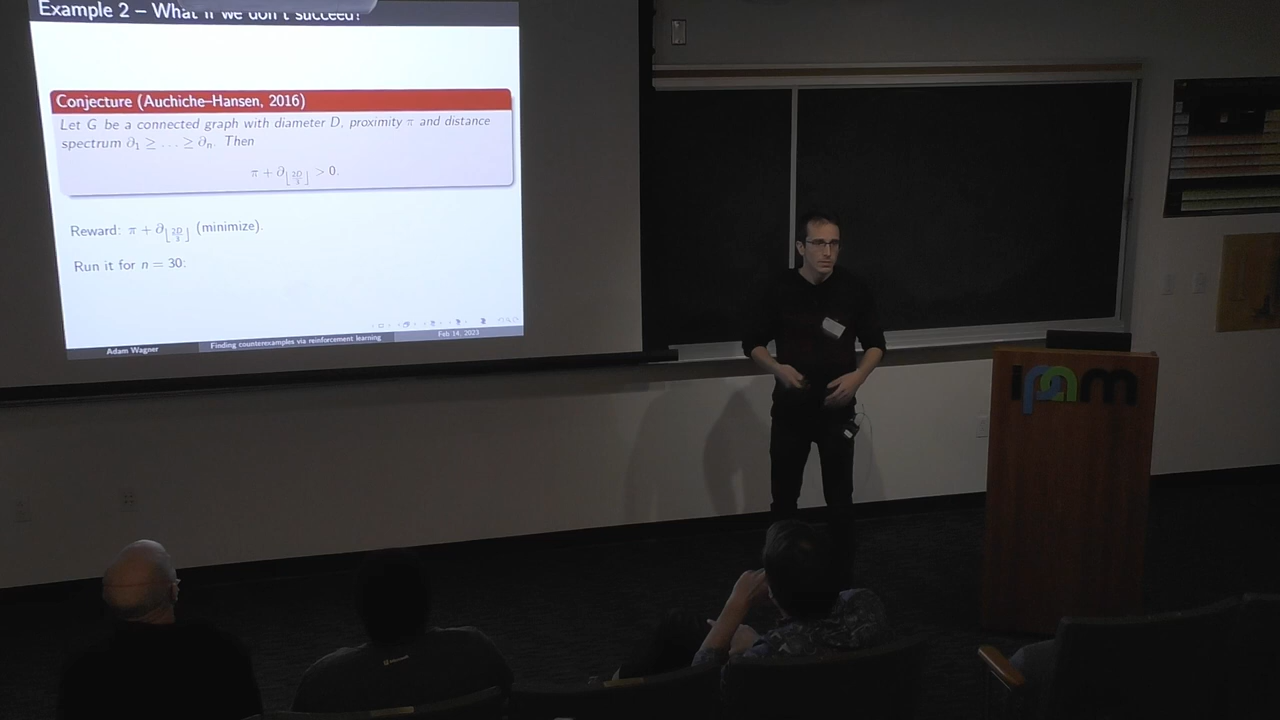 Example 2 – What if we don't succeed?
Conjecture (Auchiche–Hansen, 2016)
Let G be a connected graph with diameter D, proximity π and distance
spectrum ∂₁ ≥ … ≥ ∂ₙ. Then
π + ∂_{⌊2D/3⌋} > 0.
Reward: π + ∂_{⌊2D/3⌋} (minimize).
Run it for n = 30:
Adam Wagner Finding counterexamples via reinforcement learning Feb 14, 2023
ipam